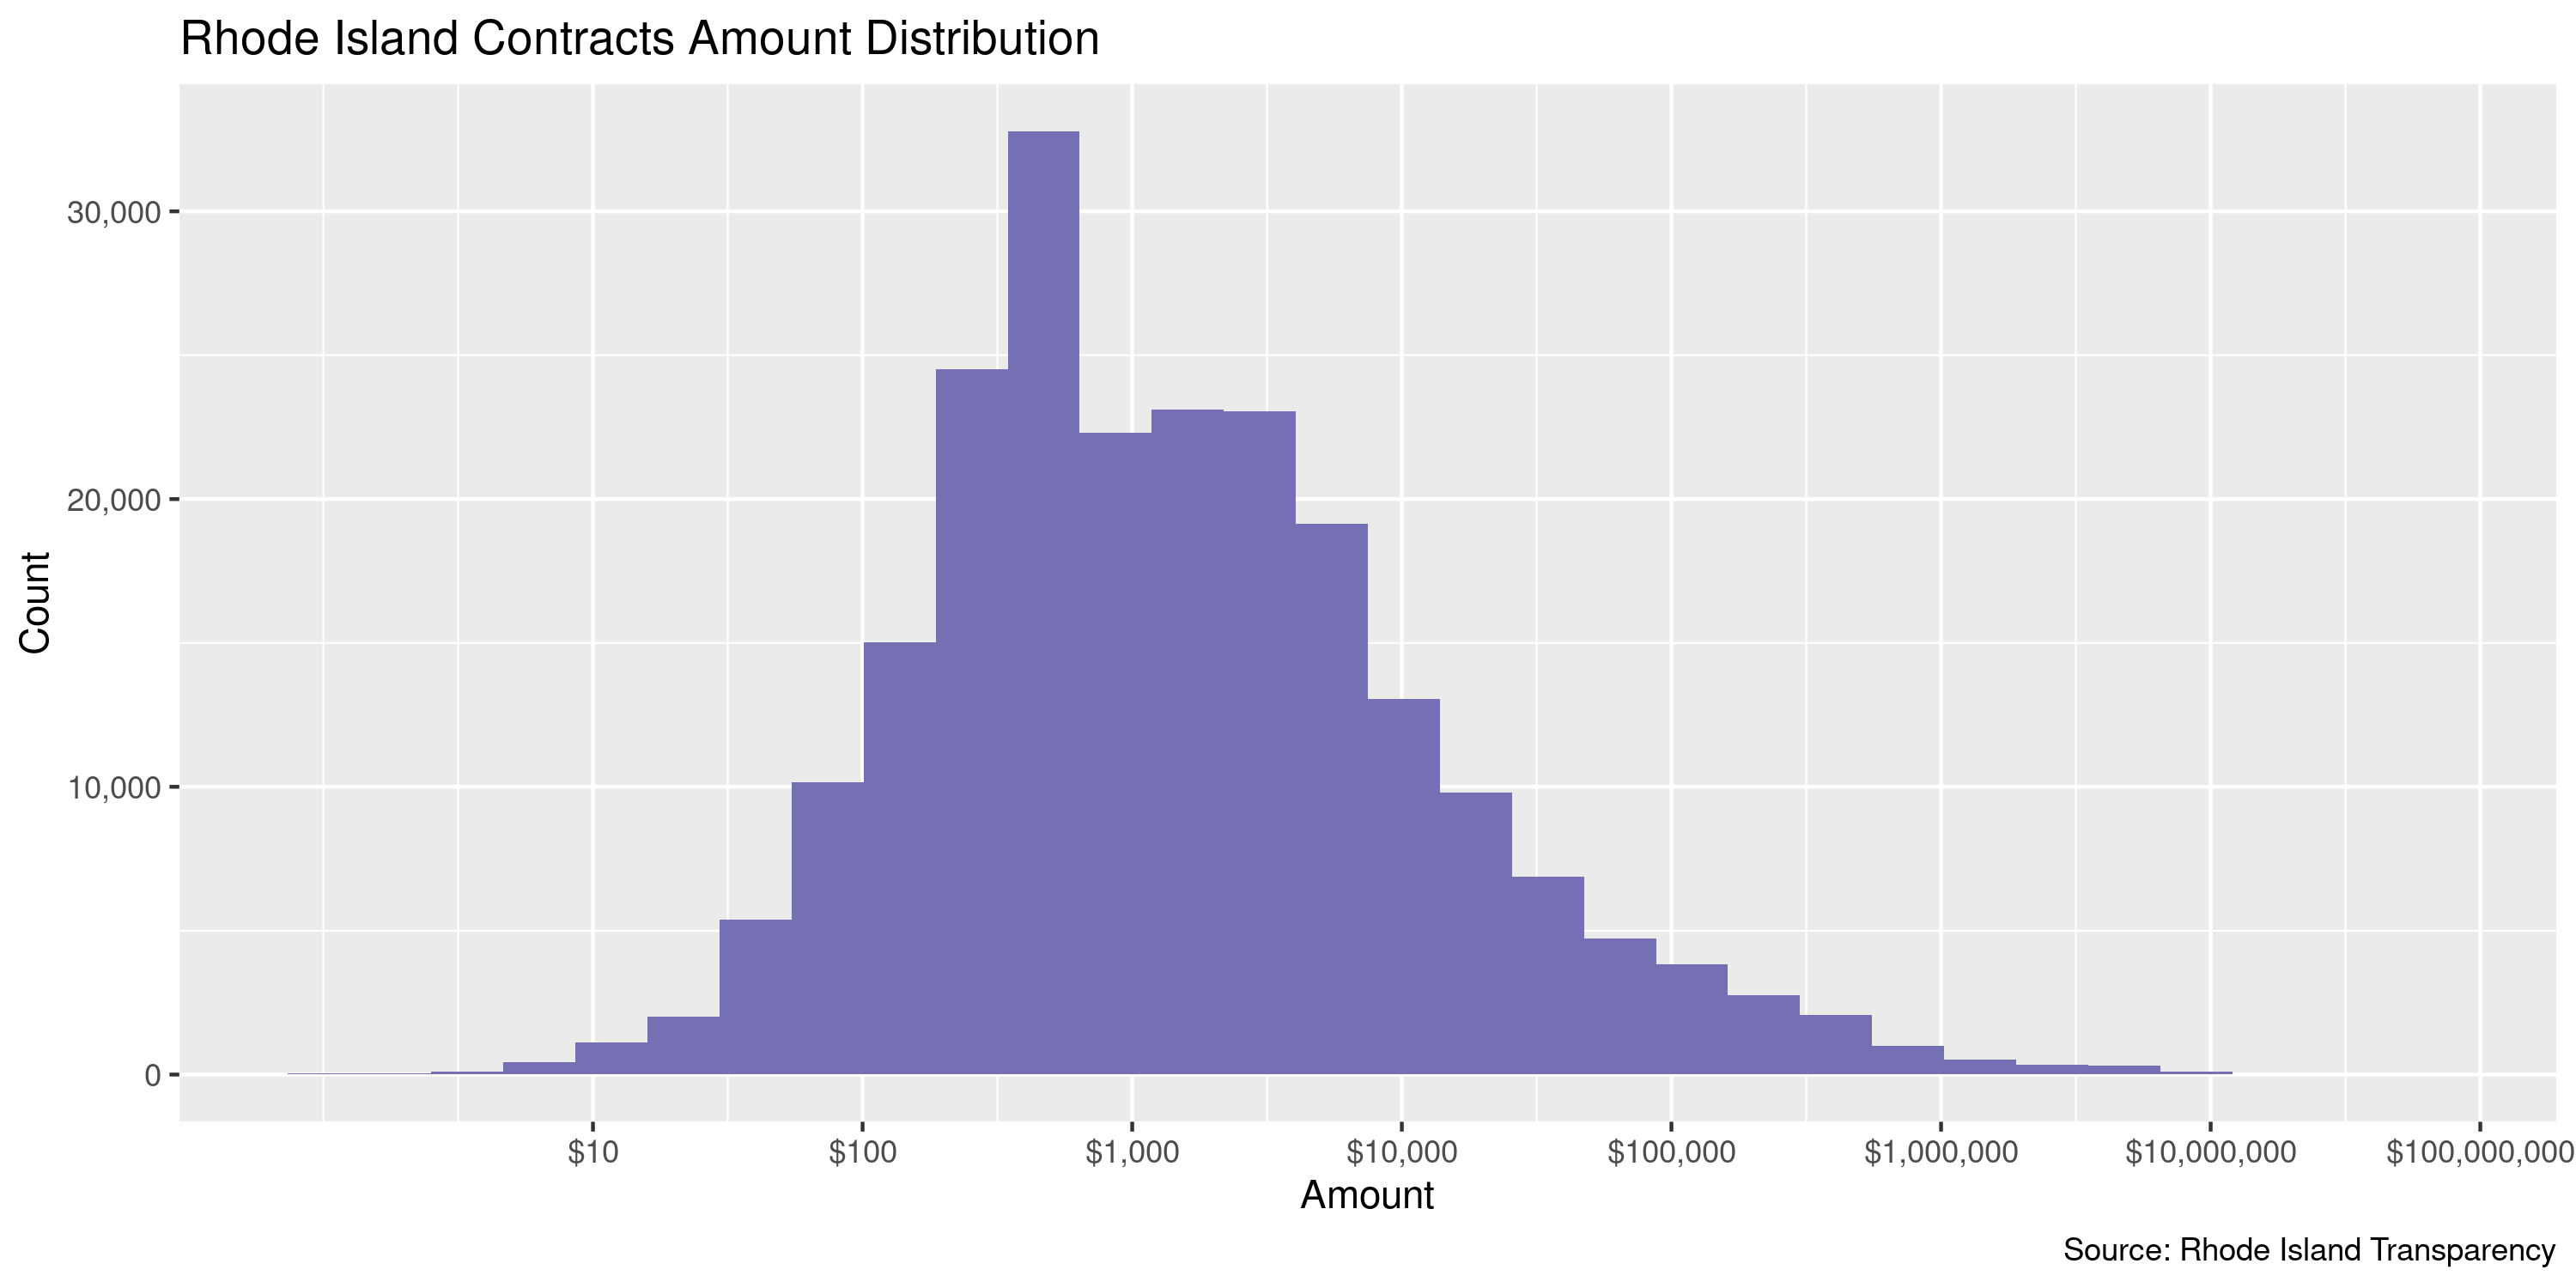 Rhode Island Contracts Amount Distribution
Count
30,000
20,000
10,000
0
$10 $100 $1,000 $10,000 $100,000 $1,000,000 $10,000,000 $100,000,000
Amount
Source: Rhode Island Transparency